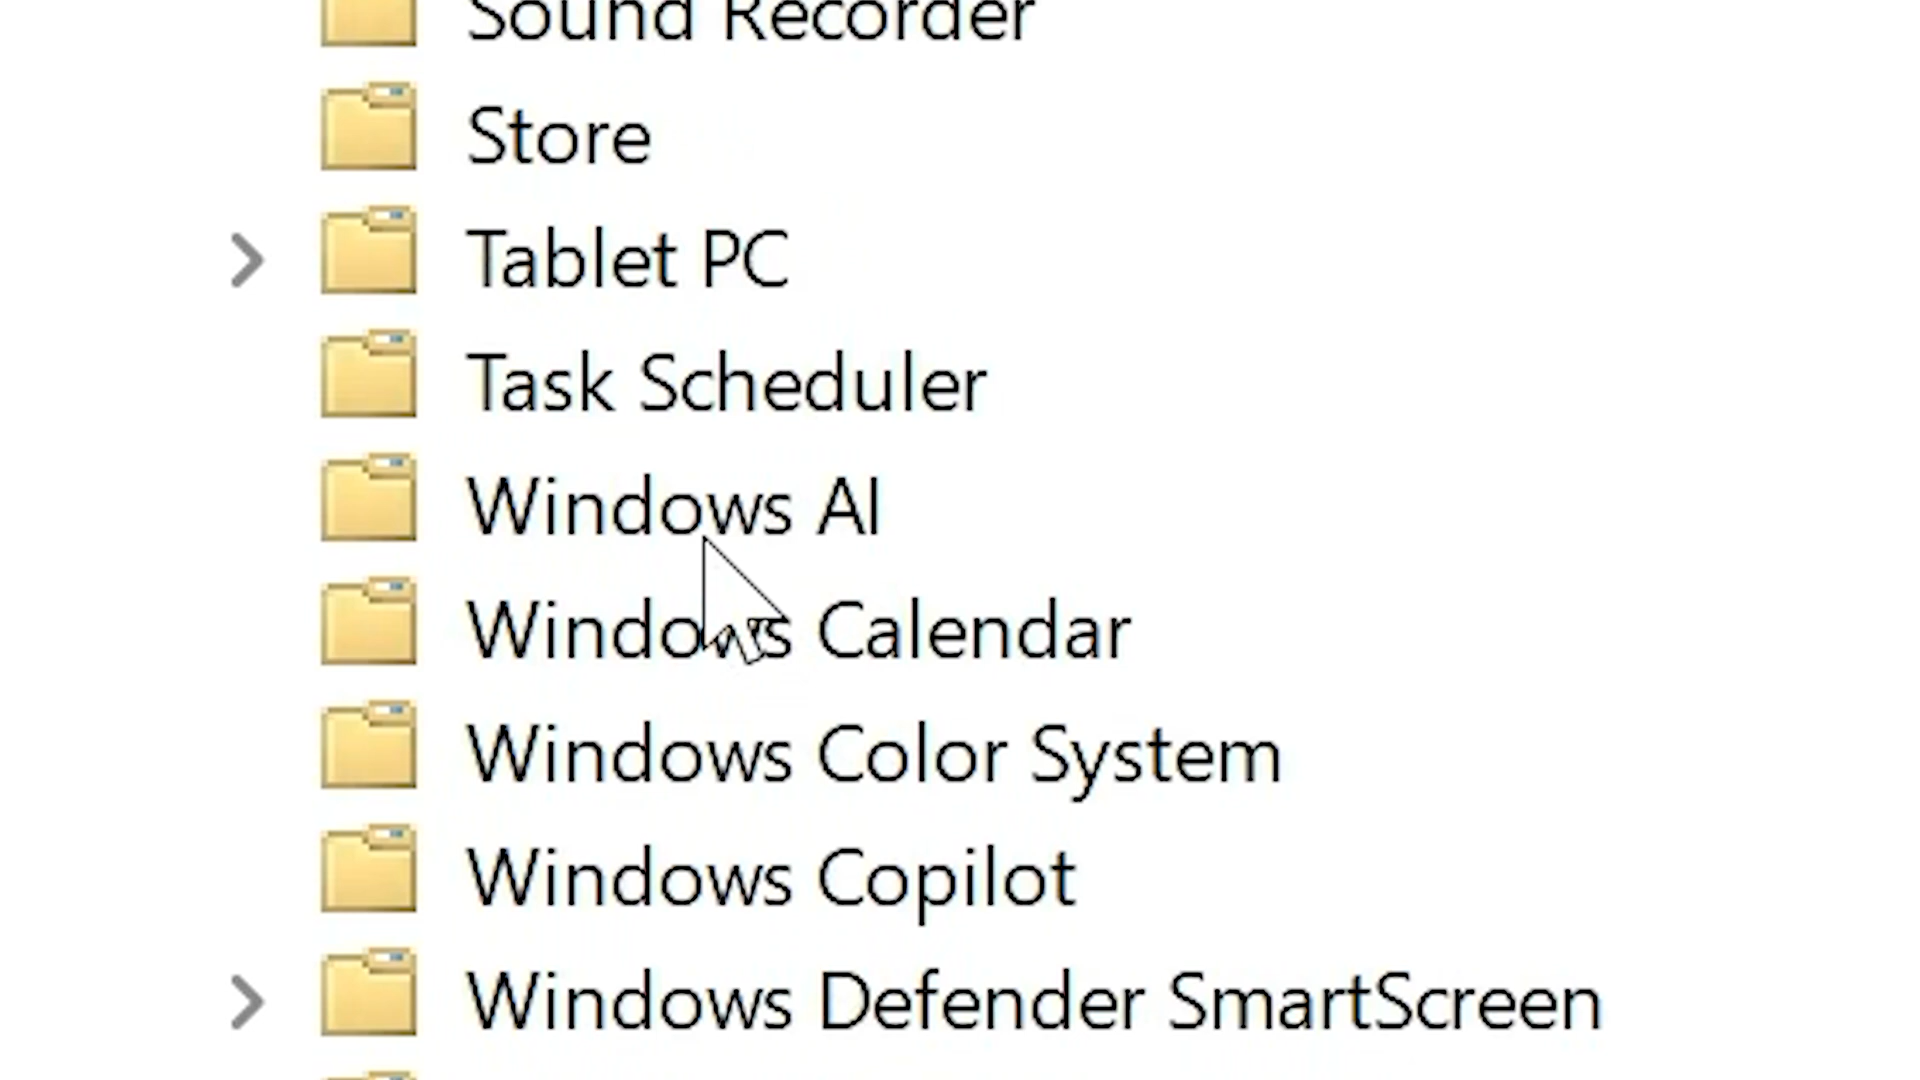 Sound Recorder
Store
Tablet PC
Task Scheduler
Windows AI
Windows Calendar
Windows Color System
Windows Copilot
Windows Defender SmartScreen